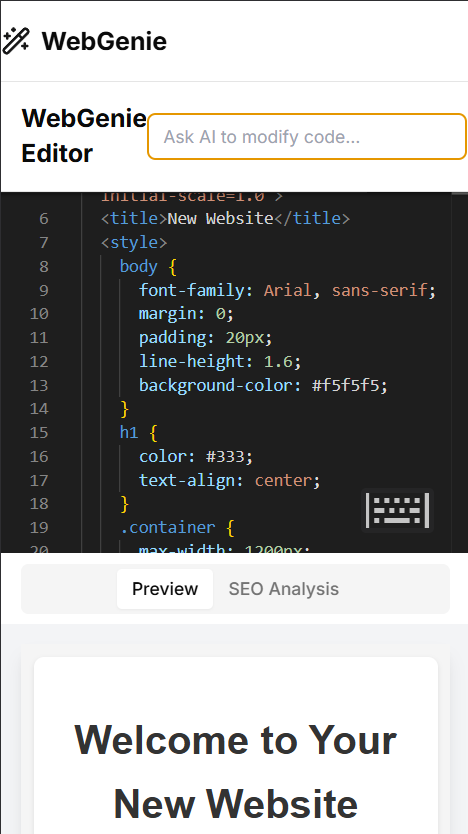 WebGenie
WebGenie
Editor
Ask AI to modify code...
initial-scale=1.0">
6 <title>New Website</title>
7 <style>
8 body {
9 font-family: Arial, sans-serif;
10 margin: 0;
11 padding: 20px;
12 line-height: 1.6;
13 background-color: #f5f5f5;
14 }
15 h1 {
16 color: #333;
17 text-align: center;
18 }
19 .container {
20 max-width: 1200px;
Preview SEO Analysis
Welcome to Your
New Website